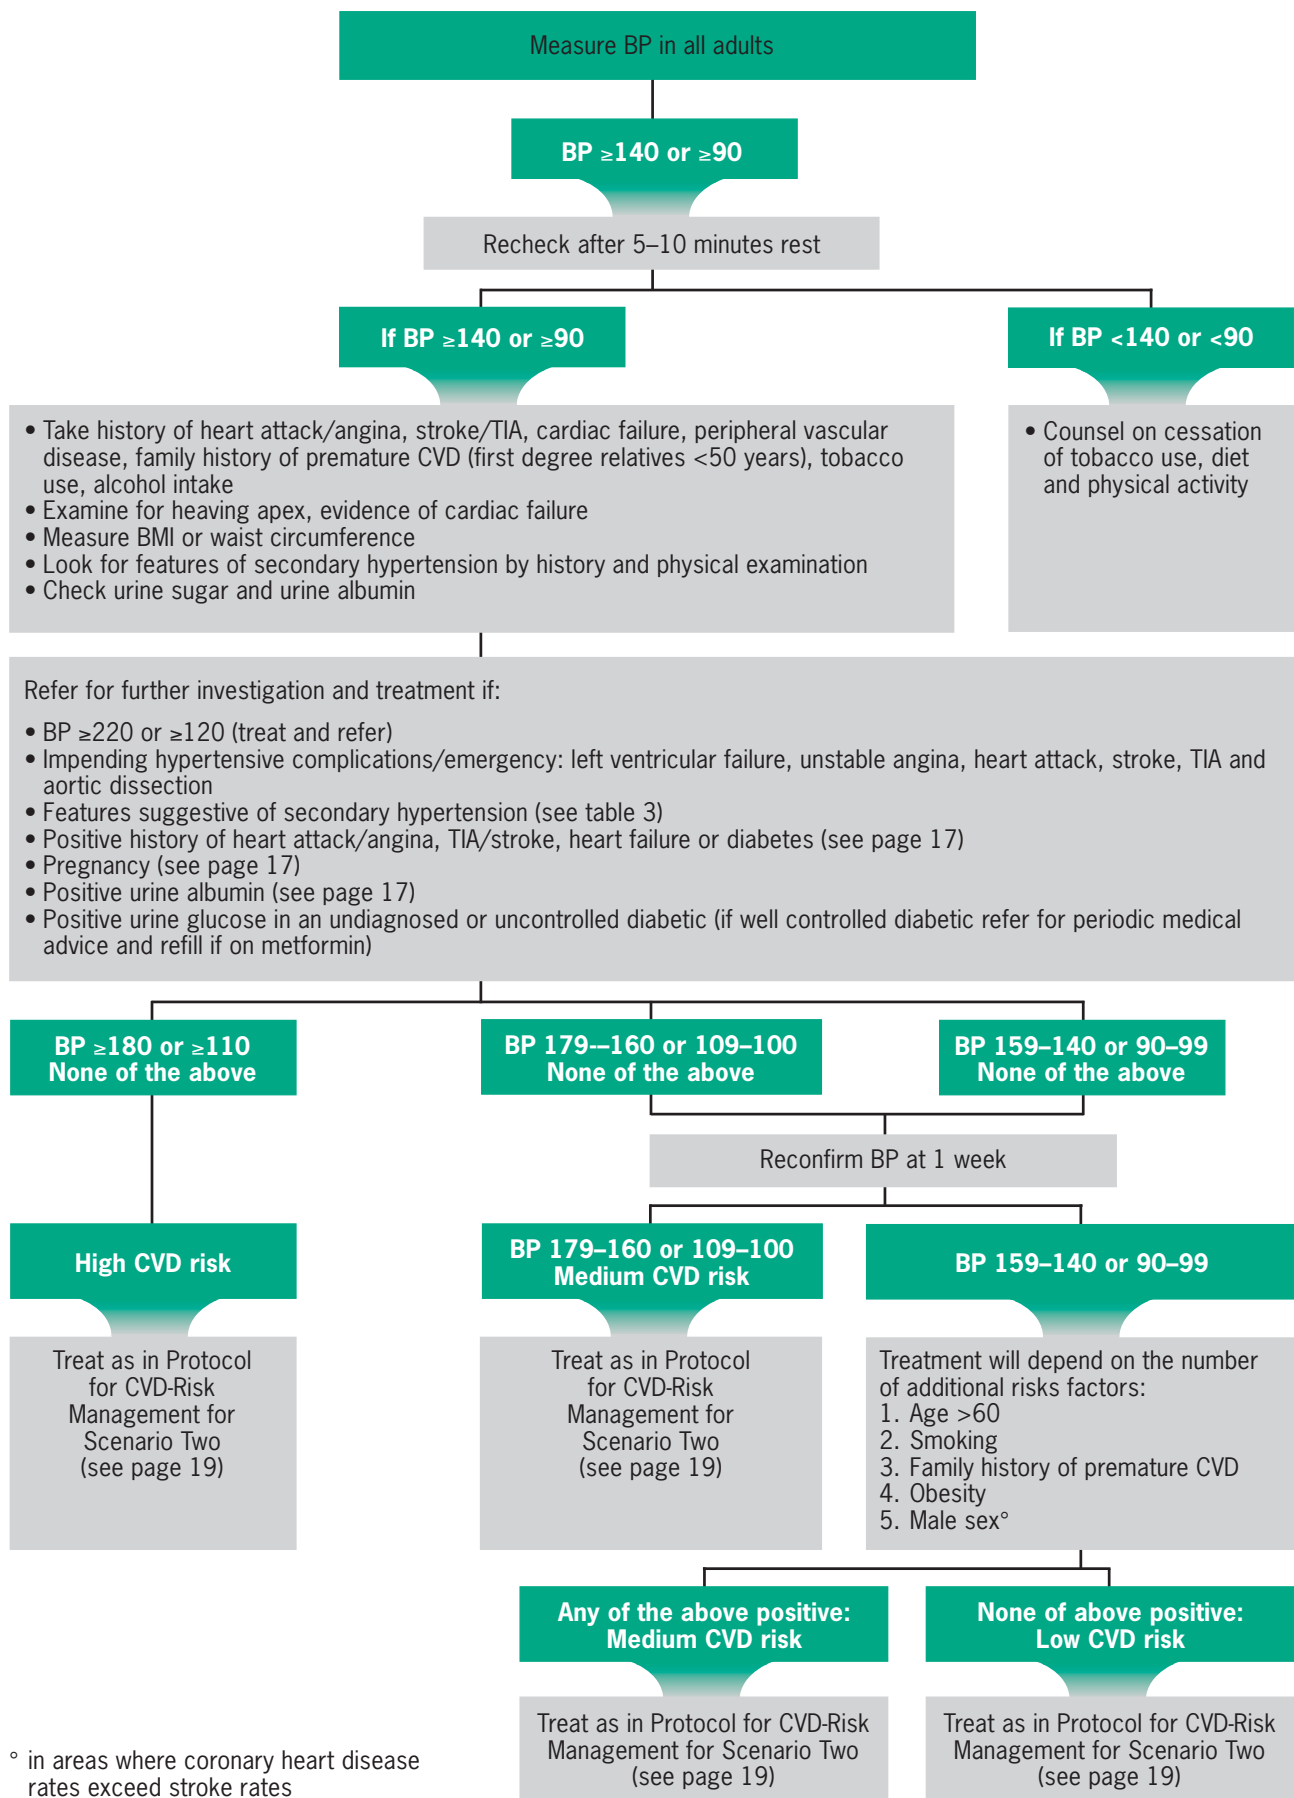 Measure BP in all adults
BP ≥140 or ≥90
Recheck after 5–10 minutes rest
If BP ≥140 or ≥90
If BP <140 or <90
• Take history of heart attack/angina, stroke/TIA, cardiac failure, peripheral vascular
disease, family history of premature CVD (first degree relatives <50 years), tobacco
use, alcohol intake
• Examine for heaving apex, evidence of cardiac failure
• Measure BMI or waist circumference
• Look for features of secondary hypertension by history and physical examination
• Check urine sugar and urine albumin
• Counsel on cessation
of tobacco use, diet
and physical activity
Refer for further investigation and treatment if:
• BP ≥220 or ≥120 (treat and refer)
• Impending hypertensive complications/emergency: left ventricular failure, unstable angina, heart attack, stroke, TIA and
aortic dissection
• Features suggestive of secondary hypertension (see table 3)
• Positive history of heart attack/angina, TIA/stroke, heart failure or diabetes (see page 17)
• Pregnancy (see page 17)
• Positive urine albumin (see page 17)
• Positive urine glucose in an undiagnosed or uncontrolled diabetic (if well controlled diabetic refer for periodic medical
advice and refill if on metformin)
BP ≥180 or ≥110
None of the above
BP 179-–160 or 109–100
None of the above
BP 159–140 or 90–99
None of the above
Reconfirm BP at 1 week
High CVD risk
BP 179–160 or 109–100
Medium CVD risk
BP 159–140 or 90–99
Treat as in Protocol
for CVD-Risk
Management for
Scenario Two
(see page 19)
Treat as in Protocol
for CVD-Risk
Management for
Scenario Two
(see page 19)
Treatment will depend on the number
of additional risks factors:
1. Age >60
2. Smoking
3. Family history of premature CVD
4. Obesity
5. Male sex°
Any of the above positive:
Medium CVD risk
None of above positive:
Low CVD risk
Treat as in Protocol for CVD-Risk
Management for Scenario Two
(see page 19)
Treat as in Protocol for CVD-Risk
Management for Scenario Two
(see page 19)
° in areas where coronary heart disease
rates exceed stroke rates